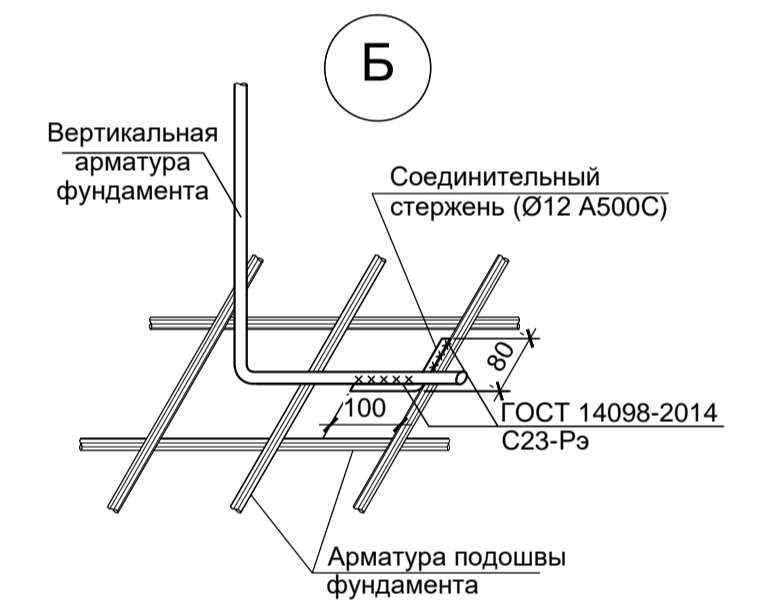 Б
Вертикальная
арматура
фундамента
Соединительный
стержень (Ø12 А500С)
80
100
ГОСТ 14098-2014
С23-Рэ
Арматура подошвы
фундамента